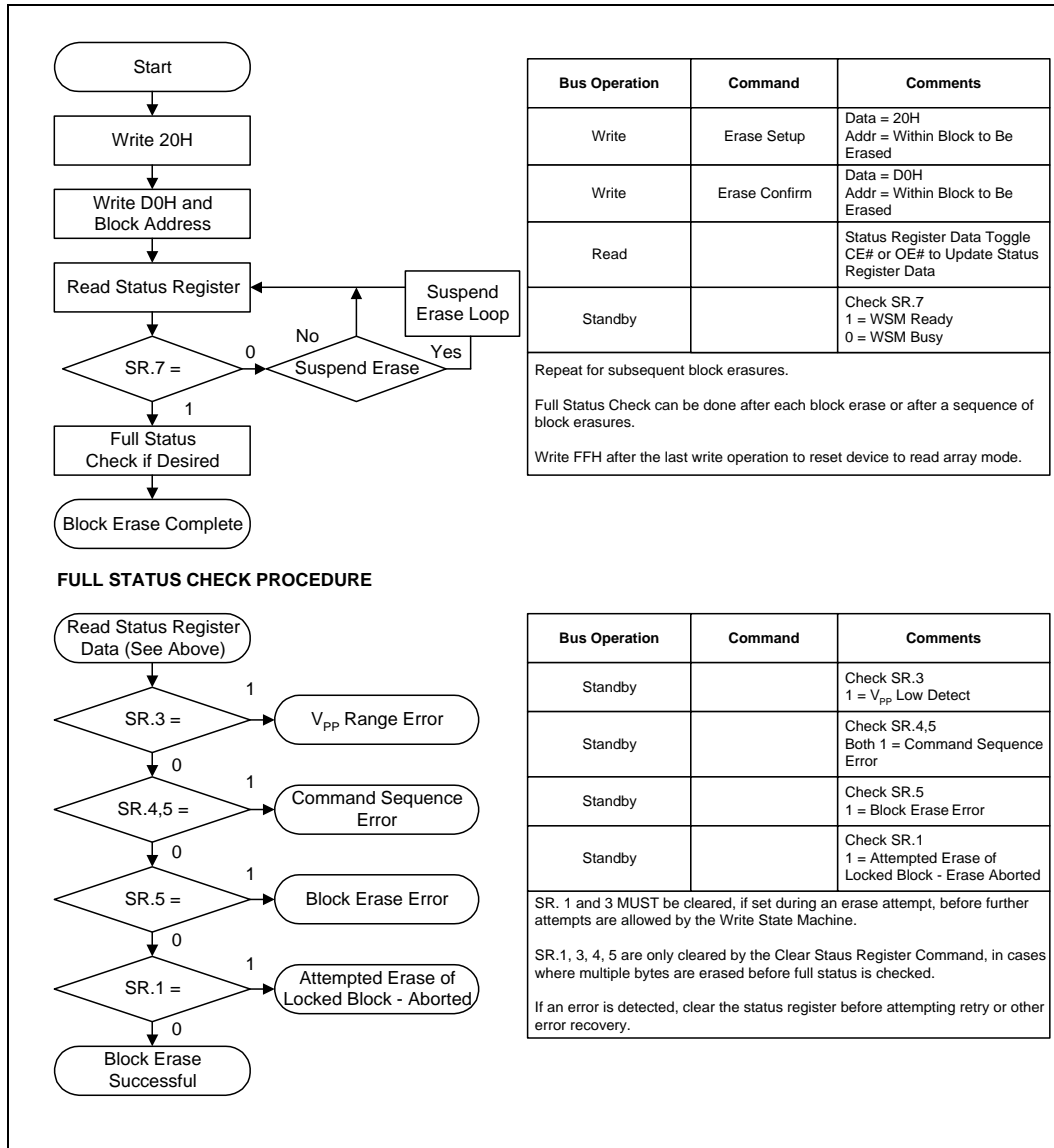 Start
Write 20H
Write D0H and
Block Address
Read Status Register
SR.7 =
0
1
No
Suspend Erase
Yes
Suspend
Erase Loop
Full Status
Check if Desired
Block Erase Complete
Bus Operation Command Comments
Write Erase Setup Data = 20H
Addr = Within Block to Be
Erased
Write Erase Confirm Data = D0H
Addr = Within Block to Be
Erased
Read Status Register Data Toggle
CE# or OE# to Update Status
Register Data
Standby Check SR.7
1 = WSM Ready
0 = WSM Busy
Repeat for subsequent block erasures.
Full Status Check can be done after each block erase or after a sequence of
block erasures.
Write FFH after the last write operation to reset device to read array mode.
FULL STATUS CHECK PROCEDURE
Read Status Register
Data (See Above)
SR.3 =
1
VPP Range Error
0
SR.4,5 =
1
Command Sequence
Error
0
SR.5 =
1
Block Erase Error
0
SR.1 =
1
Attempted Erase of
Locked Block - Aborted
0
Block Erase
Successful
Bus Operation Command Comments
Standby Check SR.3
1 = VPP Low Detect
Standby Check SR.4,5
Both 1 = Command Sequence
Error
Standby Check SR.5
1 = Block Erase Error
Standby Check SR.1
1 = Attempted Erase of
Locked Block - Erase Aborted
SR. 1 and 3 MUST be cleared, if set during an erase attempt, before further
attempts are allowed by the Write State Machine.
SR.1, 3, 4, 5 are only cleared by the Clear Staus Register Command, in cases
where multiple bytes are erased before full status is checked.
If an error is detected, clear the status register before attempting retry or other
error recovery.